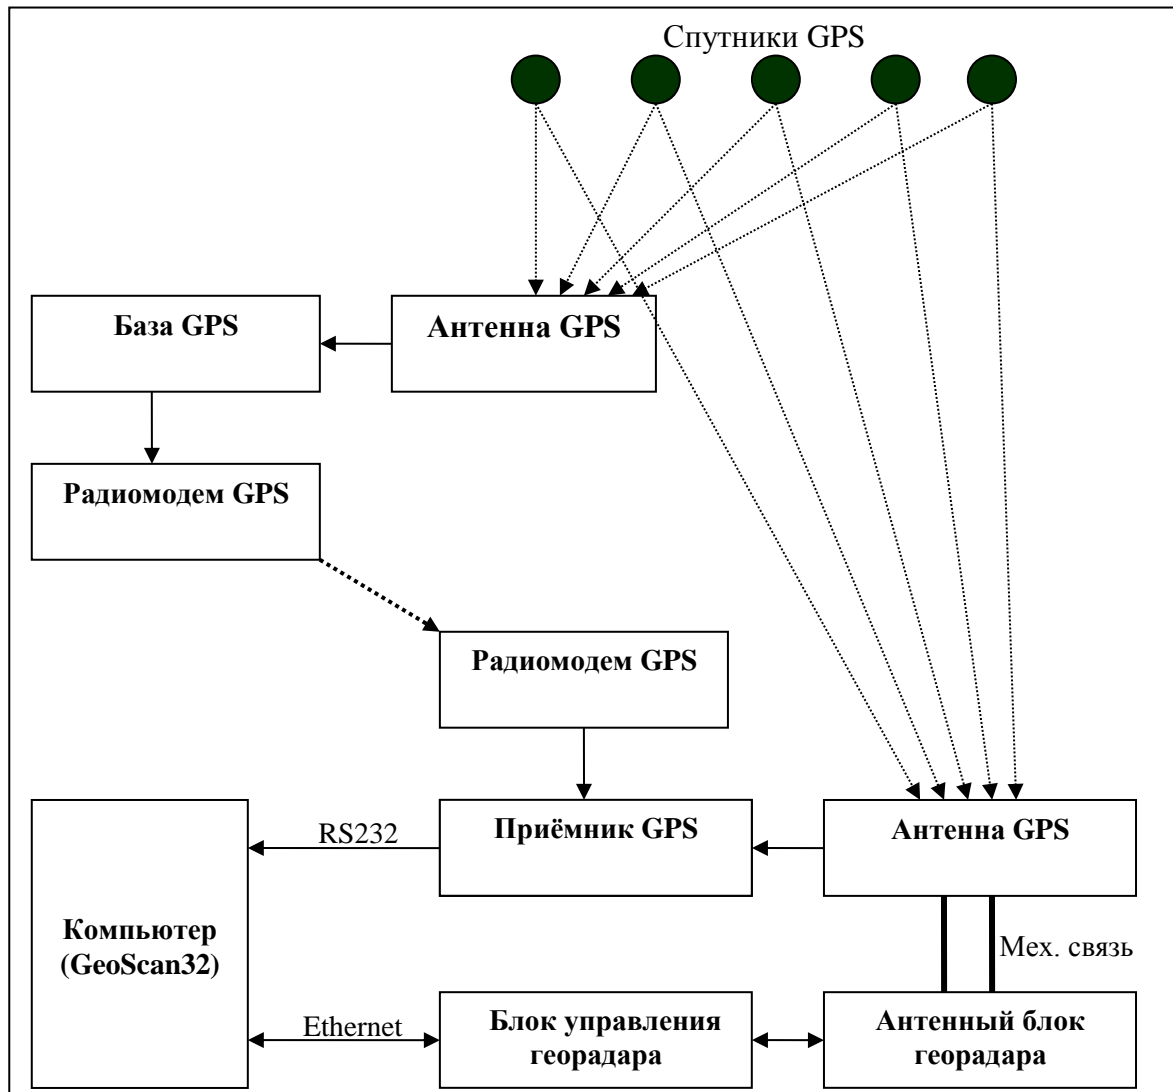 Спутники GPS
База GPS
Антенна GPS
Радиомодем GPS
Радиомодем GPS
RS232
Приёмник GPS
Антенна GPS
Компьютер
(GeoScan32)
Мех. связь
Ethernet
Блок управления
георадара
Антенный блок
георадара